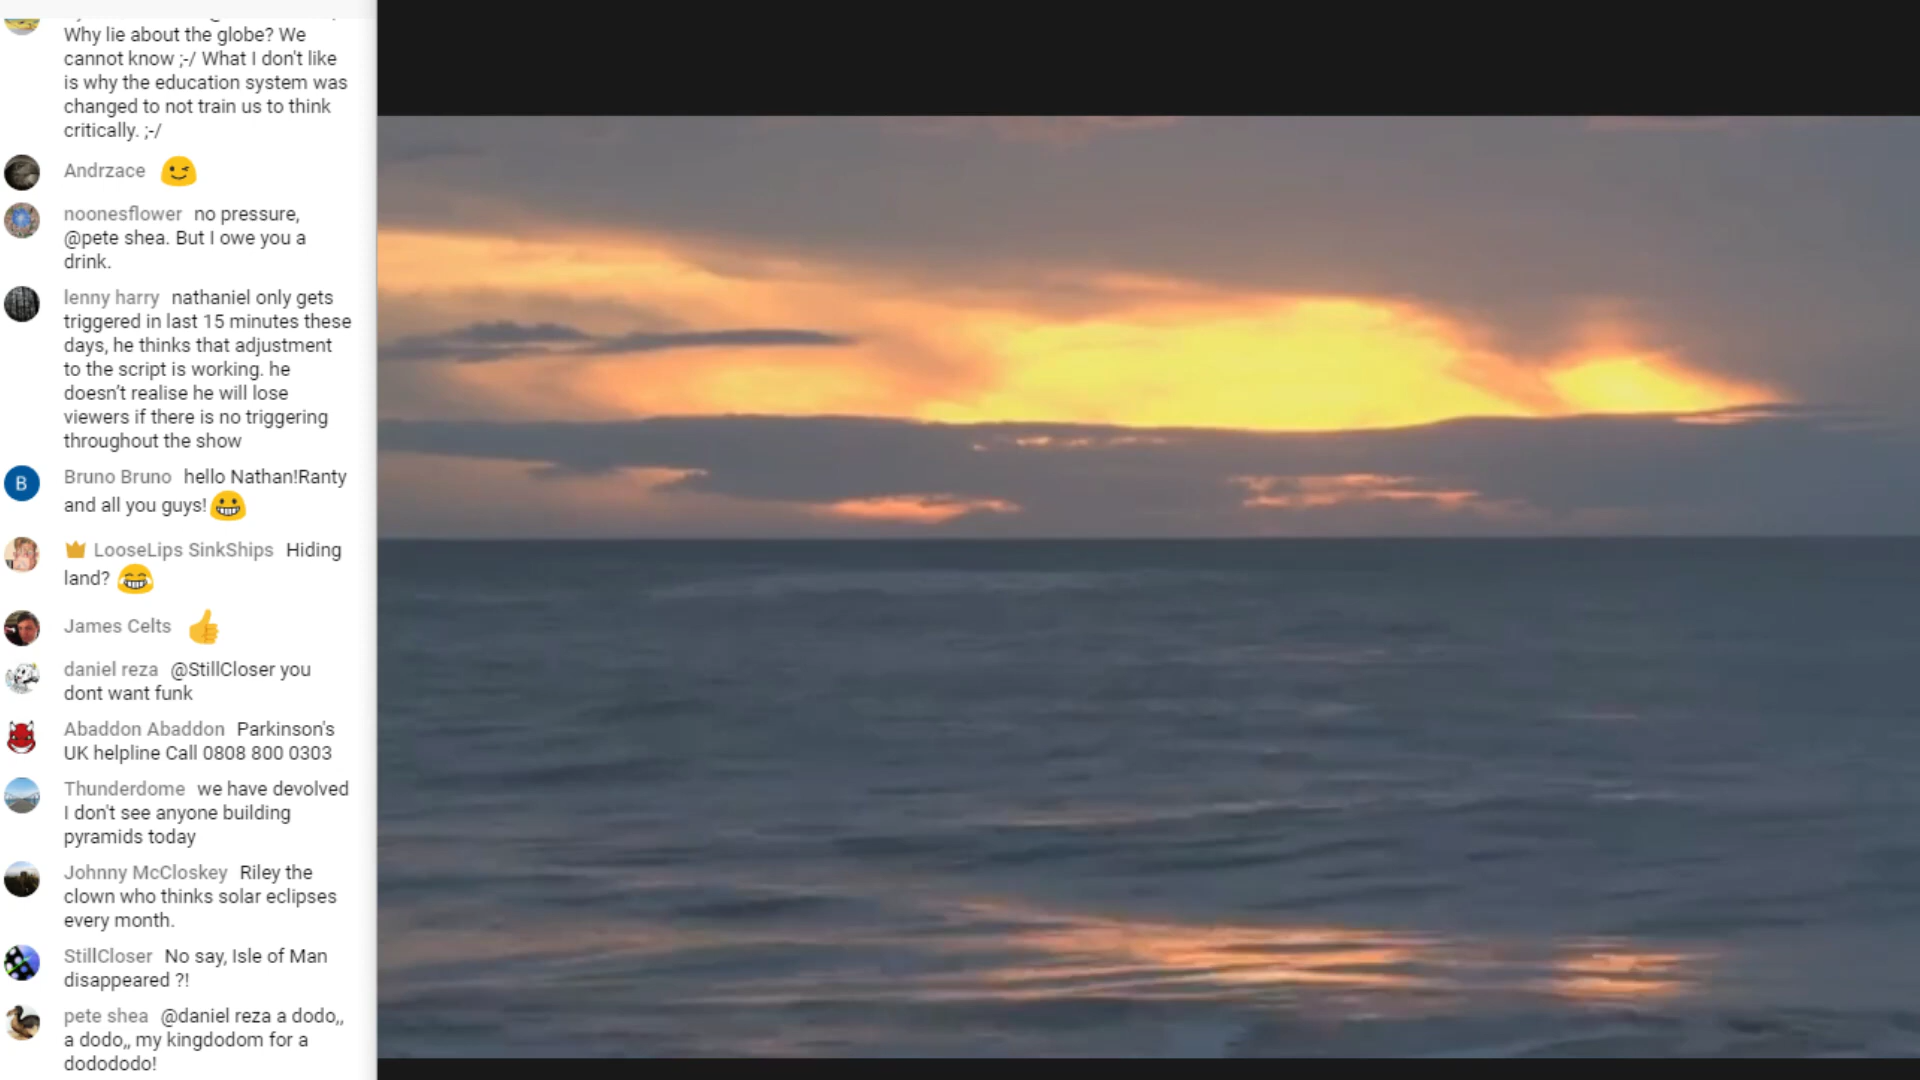 Why lie about the globe? We
cannot know ;-/ What I don't like
is why the education system was
changed to not train us to think
critically. ;-/
Andrzace
noonesflower no pressure,
@pete shea. But I owe you a
drink.
lenny harry nathaniel only gets
triggered in last 15 minutes these
days, he thinks that adjustment
to the script is working. he
doesn't realise he will lose
viewers if there is no triggering
throughout the show
B
Bruno Bruno hello Nathan!Ranty
and all you guys!
LooseLips SinkShips Hiding
land?
James Celts
daniel reza @StillCloser you
dont want funk
Abaddon Abaddon Parkinson's
UK helpline Call 0808 800 0303
Thunderdome we have devolved
I don't see anyone building
pyramids today
Johnny McCloskey Riley the
clown who thinks solar eclipses
every month.
StillCloser No say, Isle of Man
disappeared ?!
pete shea @daniel reza a dodo,,
a dodo,, my kingdodom for a
dodododo!